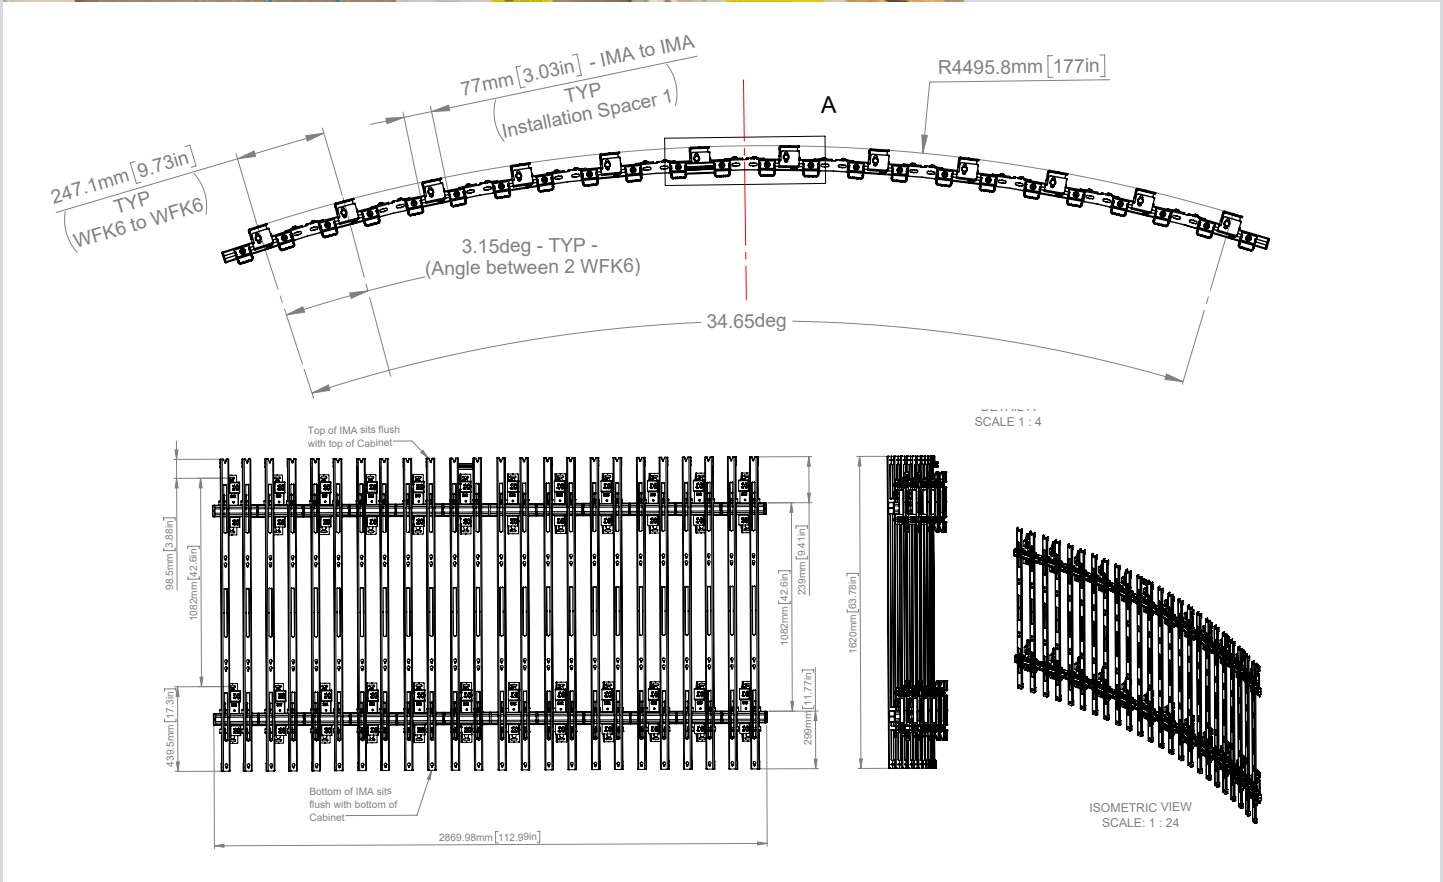 77mm[3.03in] - IMA to IMA
TYP
(Installation Spacer 1)
A
R4495.8mm[177in]
247.1mm[9.73in]
TYP
(WFK6 to WFK6)
3.15deg - TYP -
(Angle between 2 WFK6)
34.65deg
SCALE 1 : 4
Top of IMA sits flush
with top of Cabinet
98.5mm[3.88in]
1082mm[42.6in]
439.5mm[17.3in]
239mm[9.41in]
1082mm[42.6in]
299mm[11.77in]
1620mm[63.78in]
Bottom of IMA sits
flush with bottom of
Cabinet
2869.98mm[112.99in]
ISOMETRIC VIEW
SCALE: 1 : 24